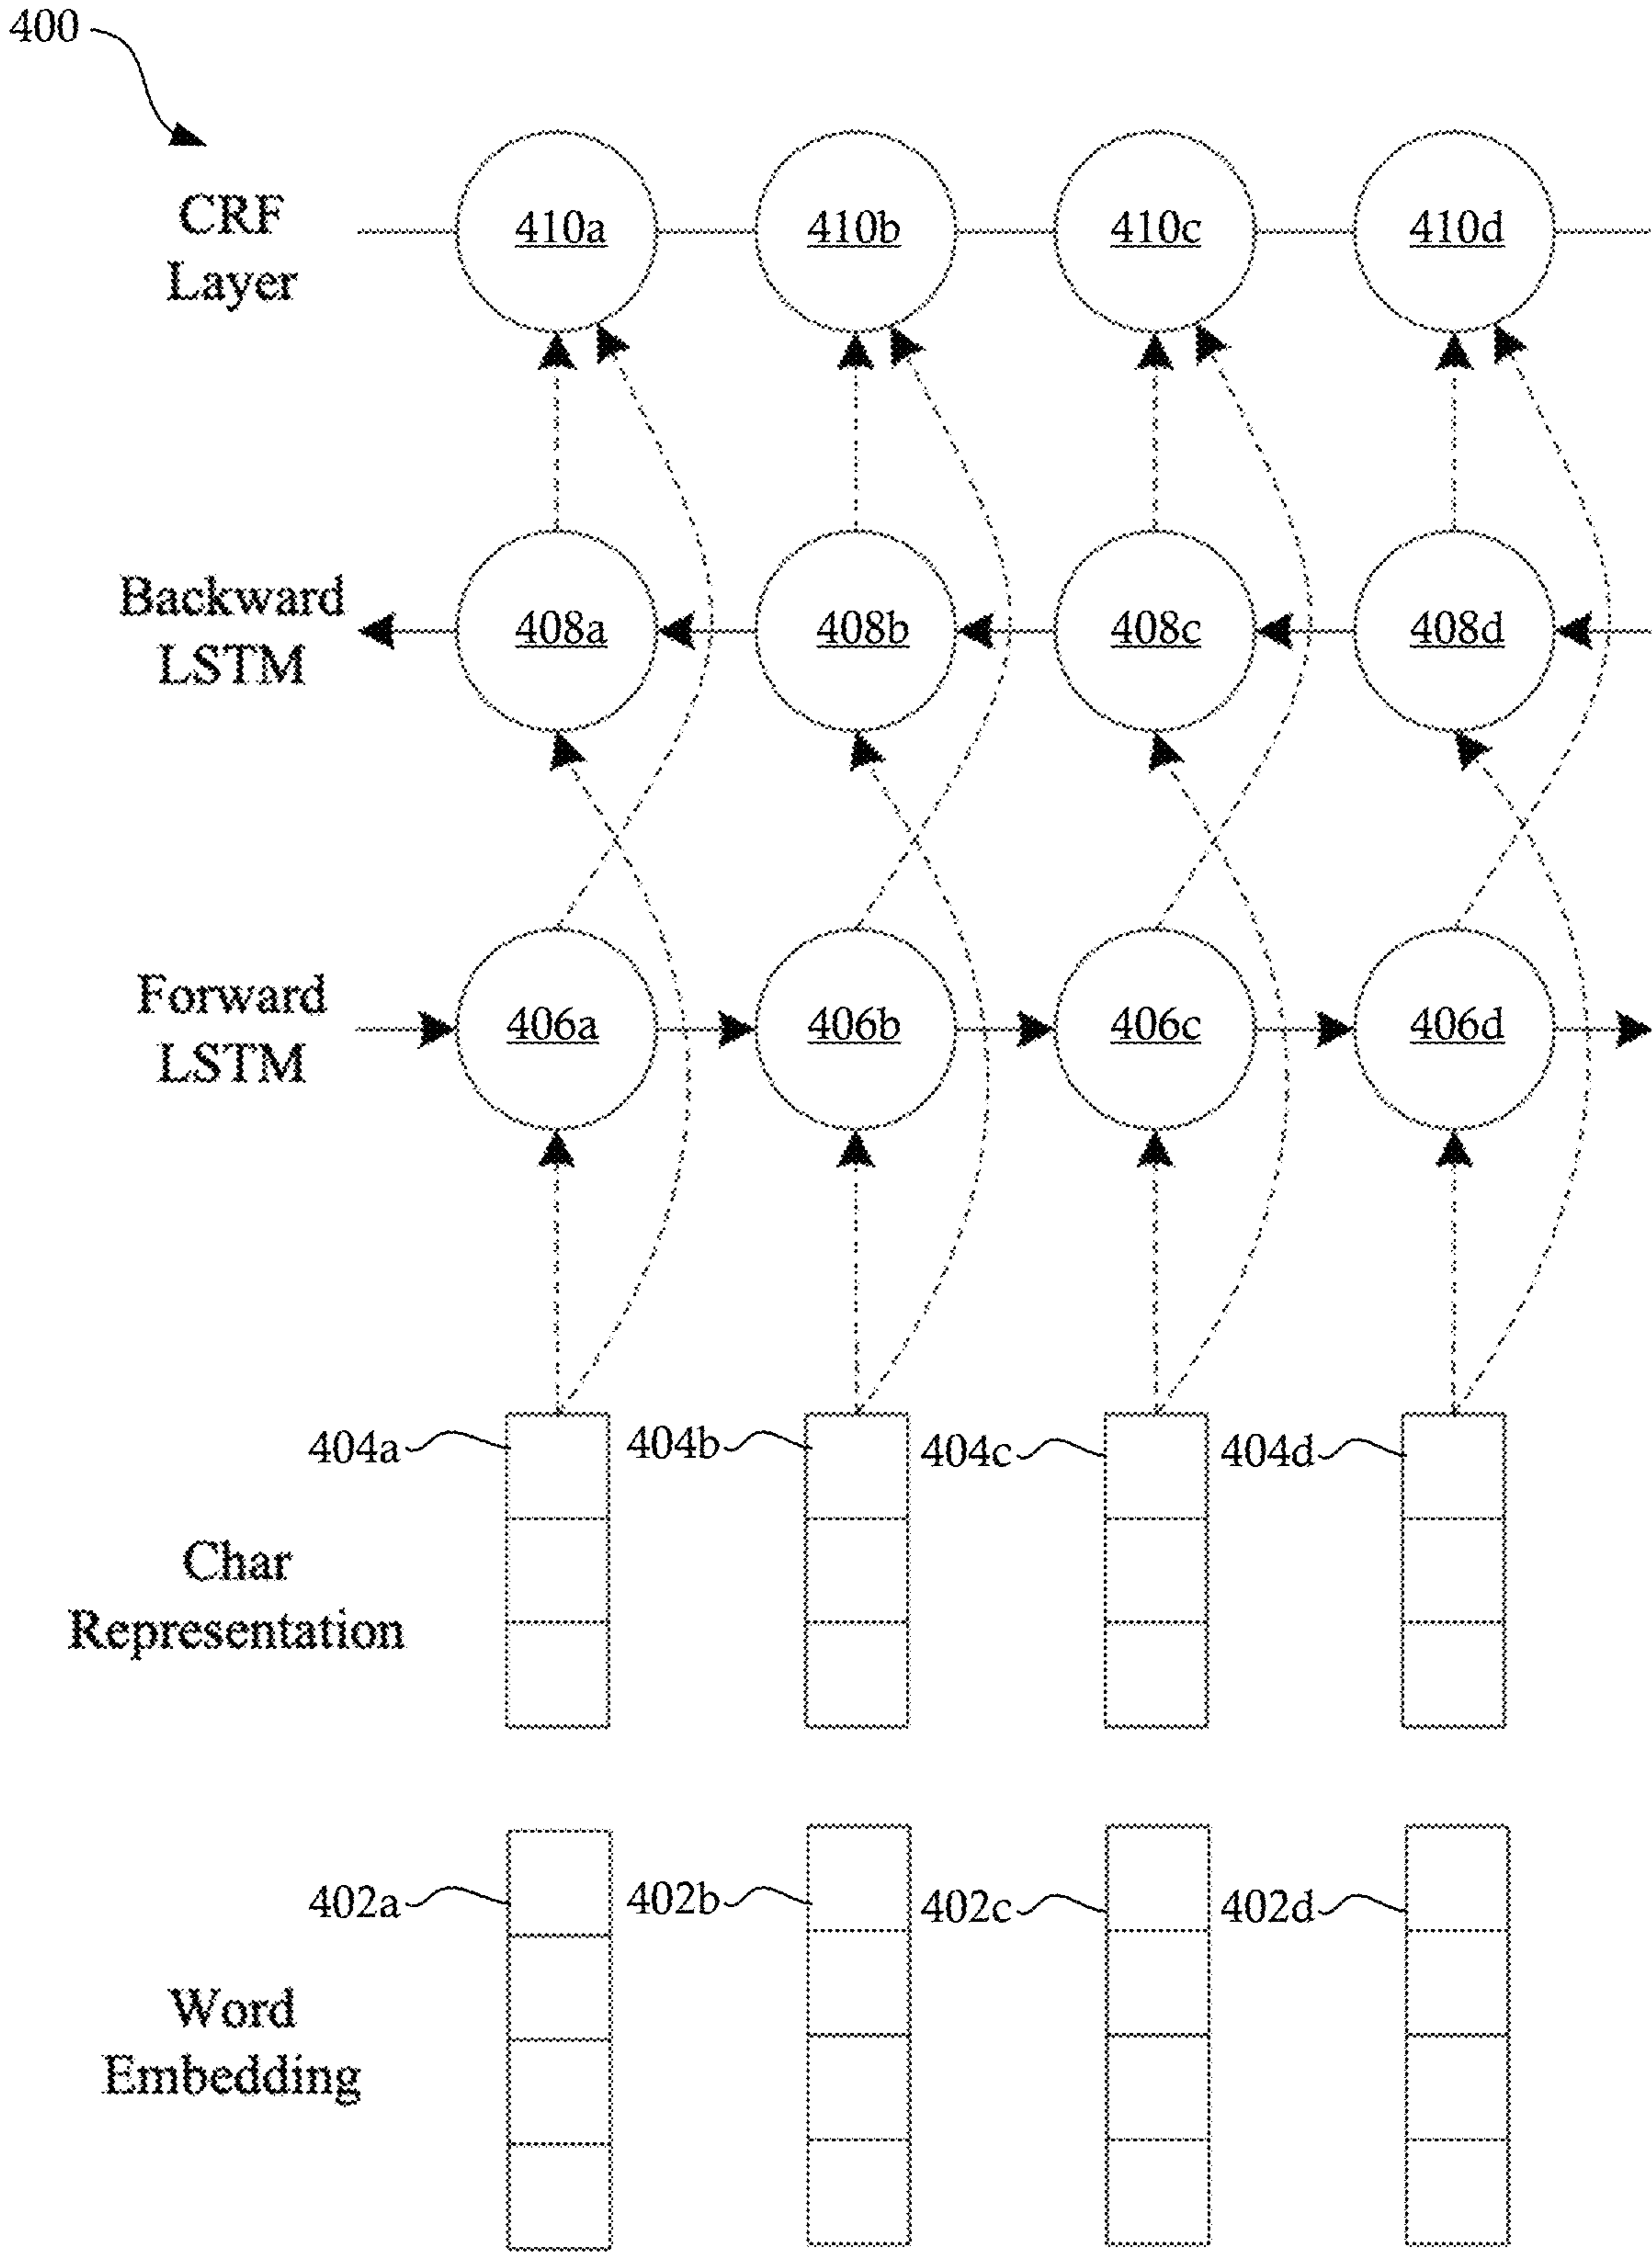 400
CRF
Layer
410a 410b 410c 410d
Backward
LSTM
408a 408b 408c 408d
Forward
LSTM
406a 406b 406c 406d
404a 404b 404c 404d
Char
Representation
402a 402b 402c 402d
Word
Embedding